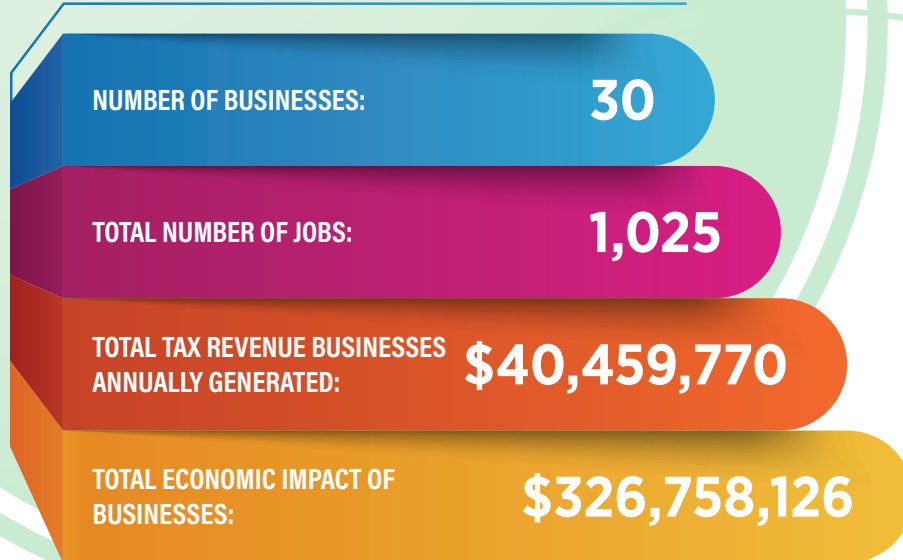 NUMBER OF BUSINESSES: 30
TOTAL NUMBER OF JOBS: 1,025
TOTAL TAX REVENUE BUSINESSES
ANNUALLY GENERATED: $40,459,770
TOTAL ECONOMIC IMPACT OF
BUSINESSES: $326,758,126